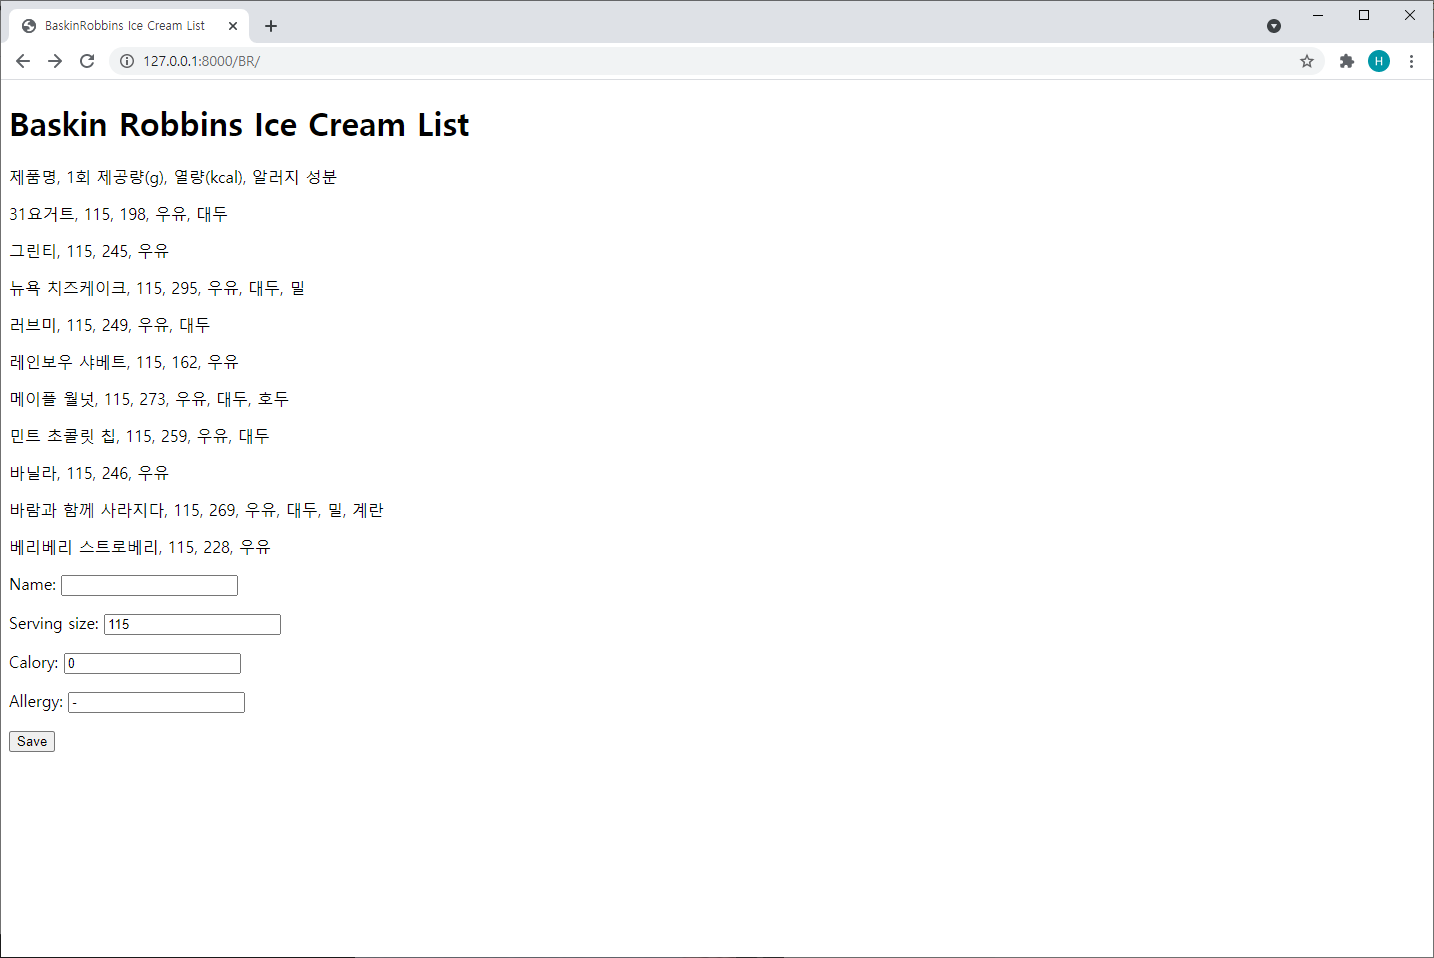 BaskinRobbins Ice Cream List
127.0.0.1:8000/BR/
H
Baskin Robbins Ice Cream List
제품명, 1회 제공량(g), 열량(kcal), 알러지 성분
31요거트, 115, 198, 우유, 대두
그린티, 115, 245, 우유
뉴욕 치즈케이크, 115, 295, 우유, 대두, 밀
러브미, 115, 249, 우유, 대두
레인보우 샤베트, 115, 162, 우유
메이플 월넛, 115, 273, 우유, 대두, 호두
민트 초콜릿 칩, 115, 259, 우유, 대두
바닐라, 115, 246, 우유
바람과 함께 사라지다, 115, 269, 우유, 대두, 밀, 계란
베리베리 스트로베리, 115, 228, 우유
Name:
Serving size: 115
Calory: 0
Allergy: -
Save